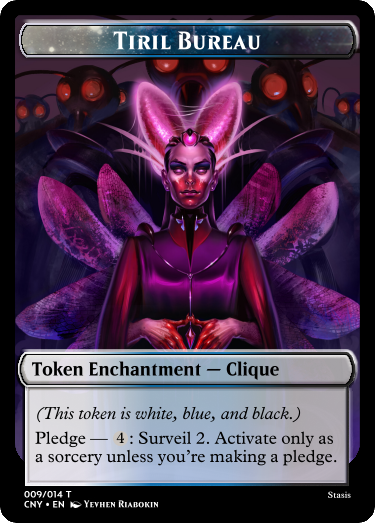 Tiril Bureau
Token Enchantment — Clique
(This token is white, blue, and black.)
Pledge — 4 : Surveil 2. Activate only as
a sorcery unless you're making a pledge.
009/014 T
CNY • EN Yevhen Riabokin
Stasis